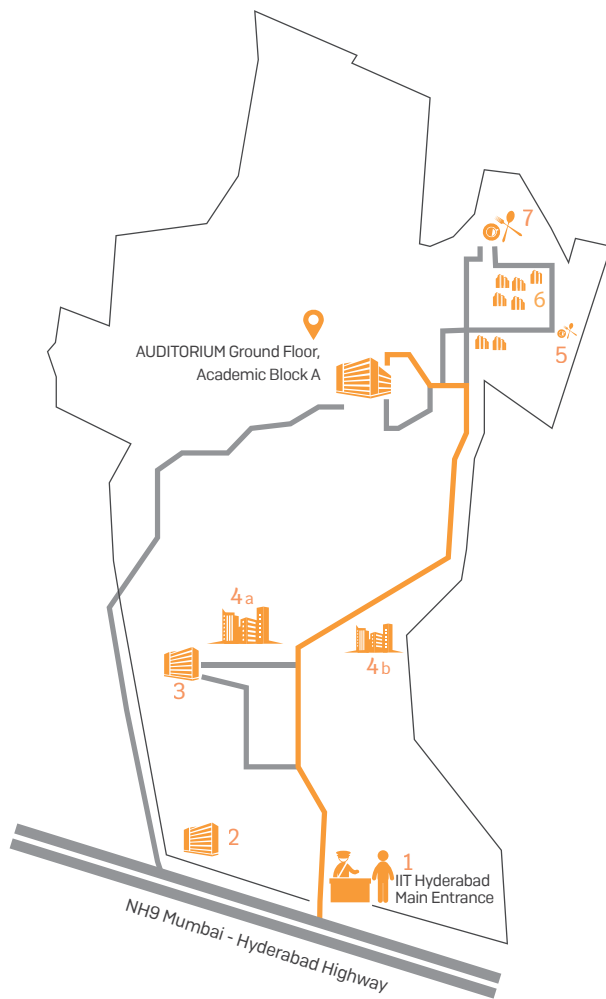 7
6
5
AUDITORIUM Ground Floor,
Academic Block A
4a
4b
3
2
1
IIT Hyderabad
Main Entrance
NH9 Mumbai - Hyderabad Highway